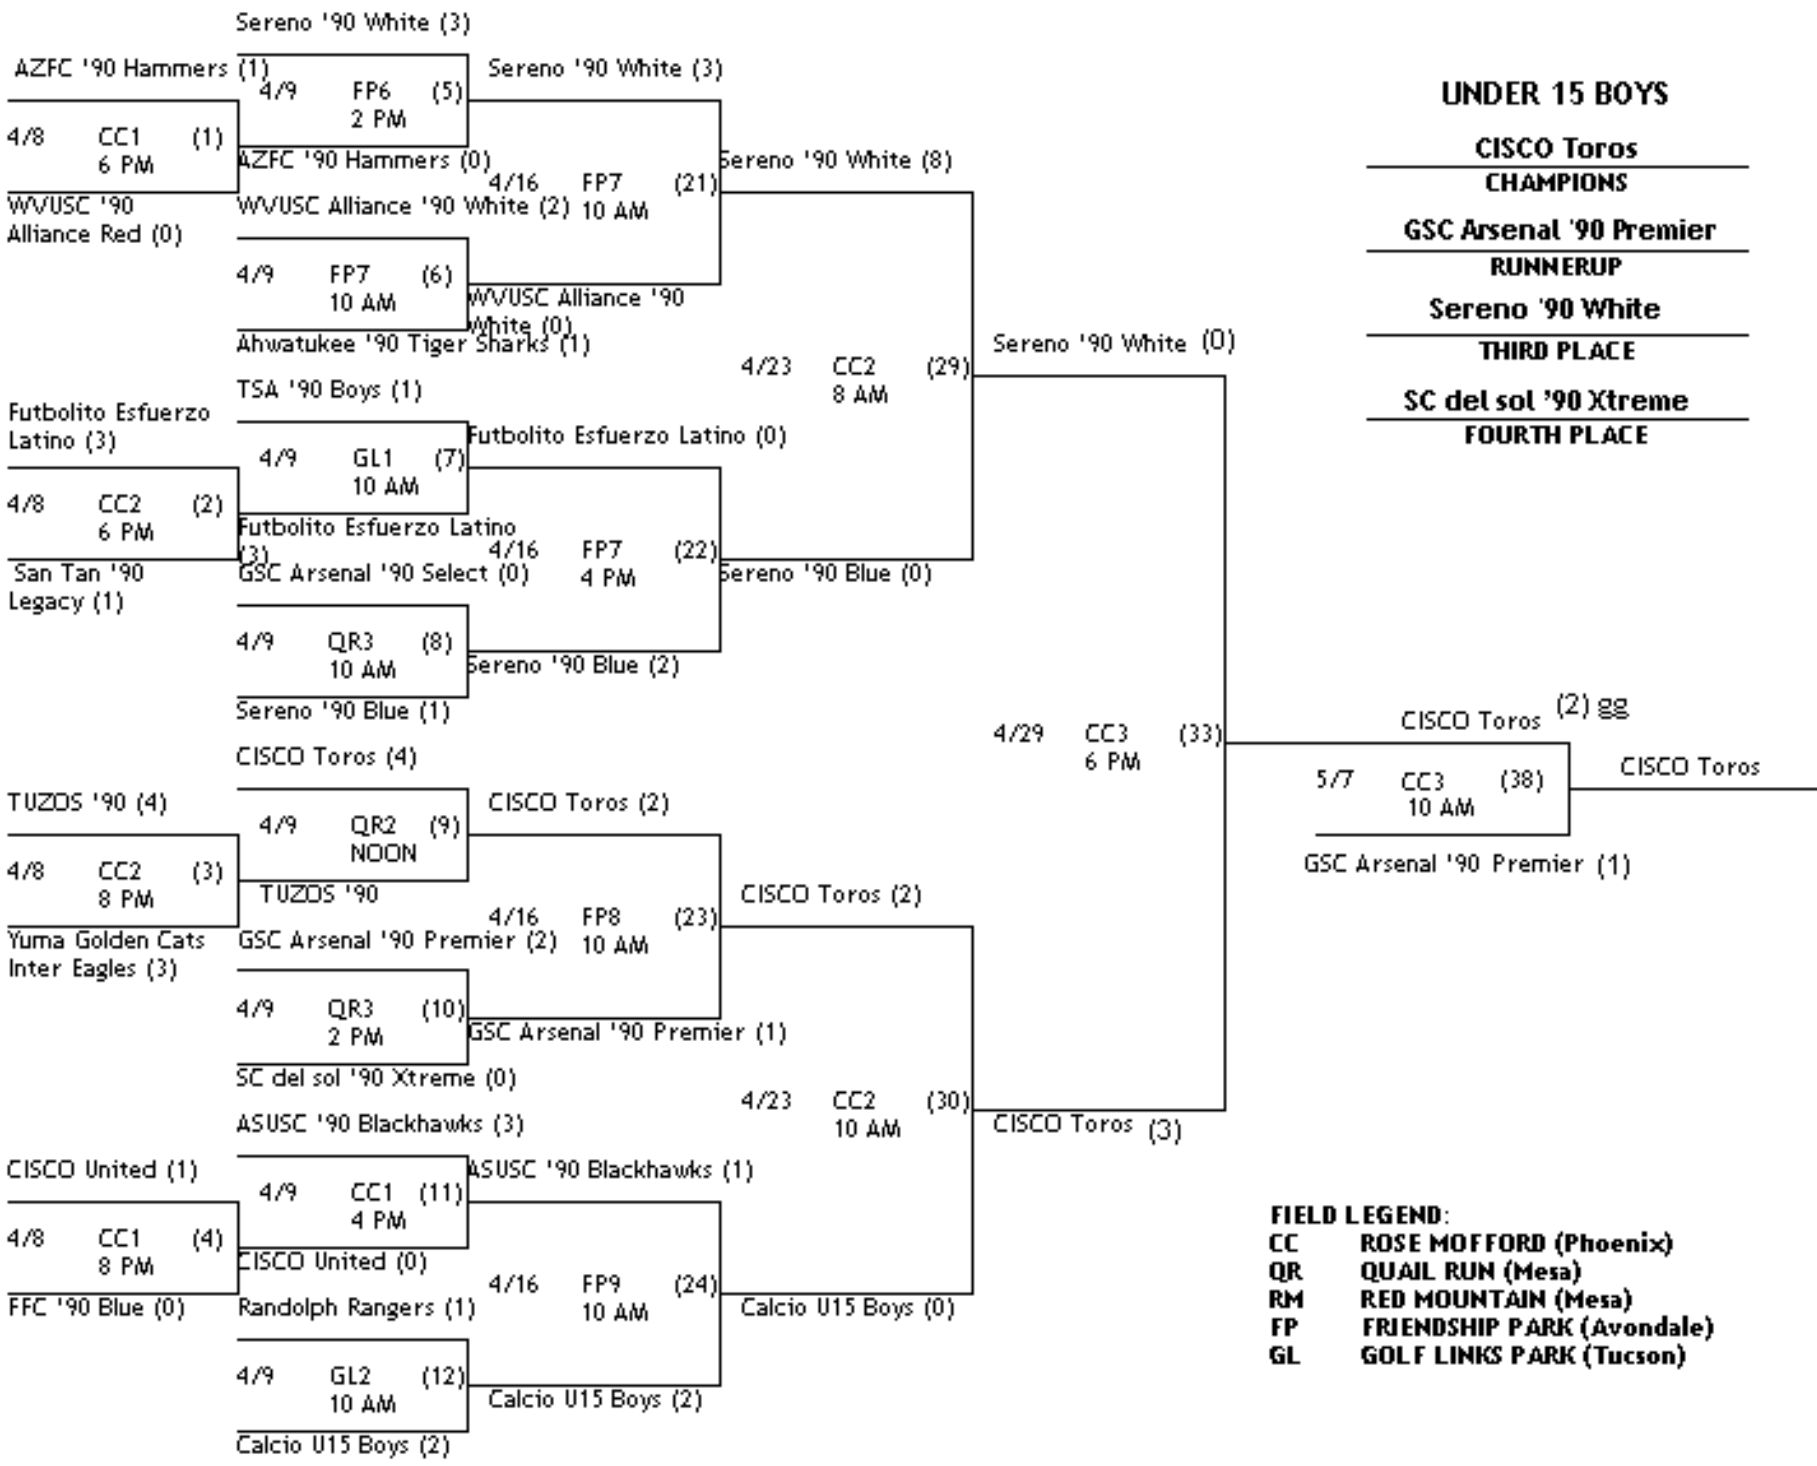 Sereno '90 White (3)
AZFC '90 Hammers (1)
4/9 FP6 (5)
2 PM
Sereno '90 White (3)
4/8 CC1 (1)
6 PM
AZFC '90 Hammers (0)
WVUSC '90
Alliance Red (0)
4/16 FP7 (21)
10 AM
Sereno '90 White (8)
WVUSC Alliance '90 White (2)
4/9 FP7 (6)
10 AM
WVUSC Alliance '90
White (0)
Ahwatukee '90 Tiger Sharks (1)
4/23 CC2 (29)
8 AM
Sereno '90 White (0)
TSA '90 Boys (1)
Futbolito Esfuerzo
Latino (3)
4/9 GL1 (7)
10 AM
Futbolito Esfuerzo Latino (0)
4/8 CC2 (2)
6 PM
Futbolito Esfuerzo Latino
(3)
San Tan '90
Legacy (1)
4/16 FP7 (22)
4 PM
Sereno '90 Blue (0)
GSC Arsenal '90 Select (0)
4/9 QR3 (8)
10 AM
Sereno '90 Blue (2)
Sereno '90 Blue (1)
4/29 CC3 (33)
6 PM
CISCO Toros (2) gg
5/7 CC3 (38)
10 AM
CISCO Toros
GSC Arsenal '90 Premier (1)
CISCO Toros (4)
TUZOS '90 (4)
4/9 QR2 (9)
NOON
CISCO Toros (2)
4/8 CC2 (3)
8 PM
TUZOS '90
Yuma Golden Cats
Inter Eagles (3)
4/16 FP8 (23)
10 AM
CISCO Toros (2)
GSC Arsenal '90 Premier (2)
4/9 QR3 (10)
2 PM
GSC Arsenal '90 Premier (1)
SC del sol '90 Xtreme (0)
4/23 CC2 (30)
10 AM
CISCO Toros (3)
ASUSC '90 Blackhawks (3)
CISCO United (1)
4/9 CC1 (11)
4 PM
ASUSC '90 Blackhawks (1)
4/8 CC1 (4)
8 PM
CISCO United (0)
FFC '90 Blue (0)
4/16 FP9 (24)
10 AM
Calcio U15 Boys (0)
Randolph Rangers (1)
4/9 GL2 (12)
10 AM
Calcio U15 Boys (2)
Calcio U15 Boys (2)
UNDER 15 BOYS
CISCO Toros
CHAMPIONS
GSC Arsenal '90 Premier
RUNNERUP
Sereno '90 White
THIRD PLACE
SC del sol '90 Xtreme
FOURTH PLACE
FIELD LEGEND:
CC ROSE MOFFORD (Phoenix)
QR QUAIL RUN (Mesa)
RM RED MOUNTAIN (Mesa)
FP FRIENDSHIP PARK (Avondale)
GL GOLF LINKS PARK (Tucson)